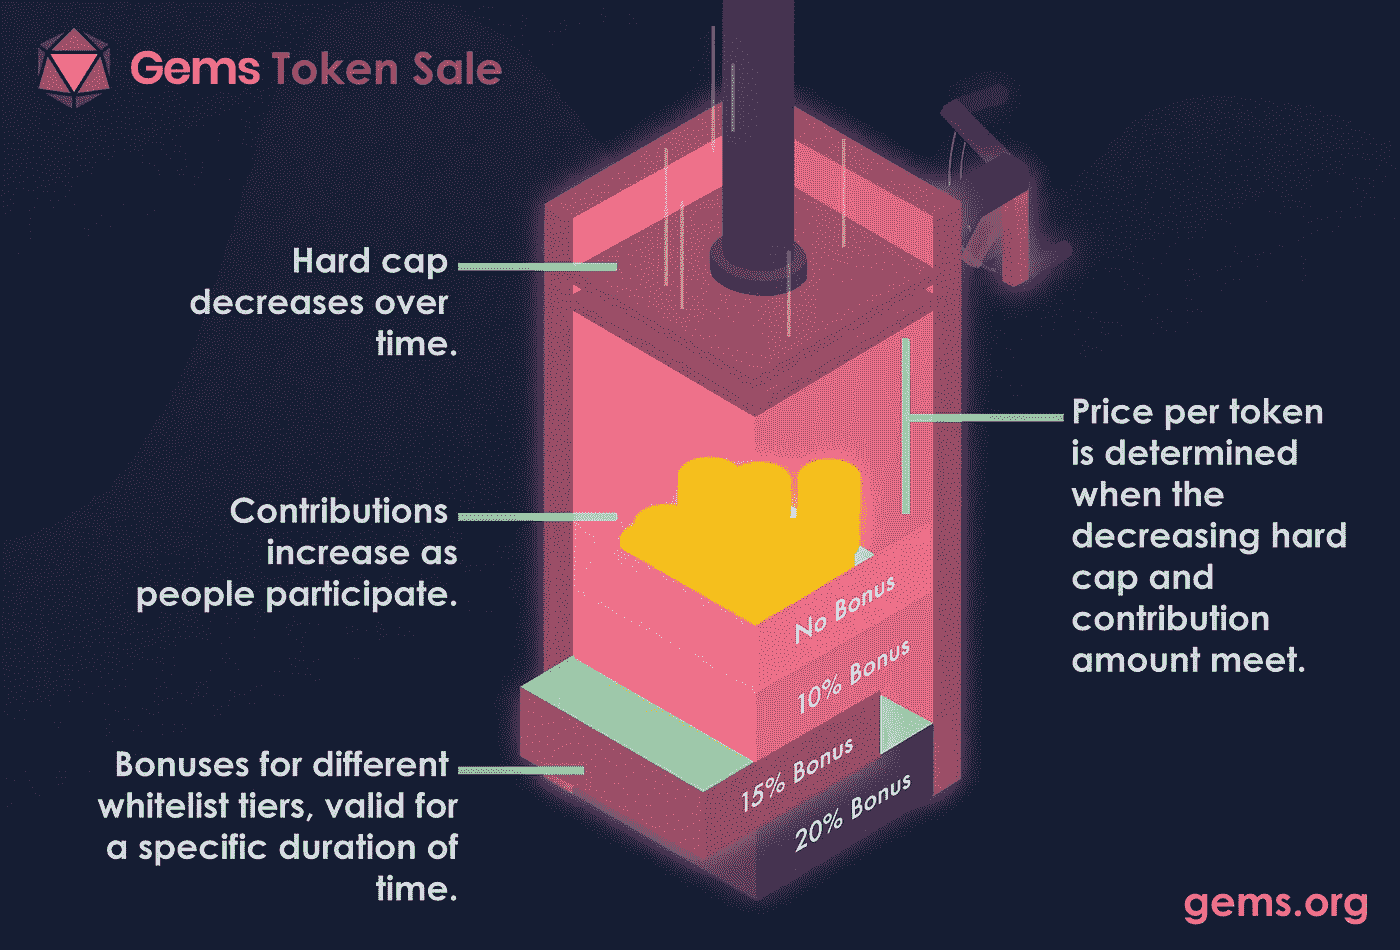 Gems Token Sale
Hard cap
decreases over
time.
Contributions
increase as
people participate.
Bonuses for different
whitelist tiers, valid for
a specific duration of
time.
Price per token
is determined
when the
decreasing hard
cap and
contribution
amount meet.
No Bonus
10% Bonus
15% Bonus
20% Bonus
gems.org